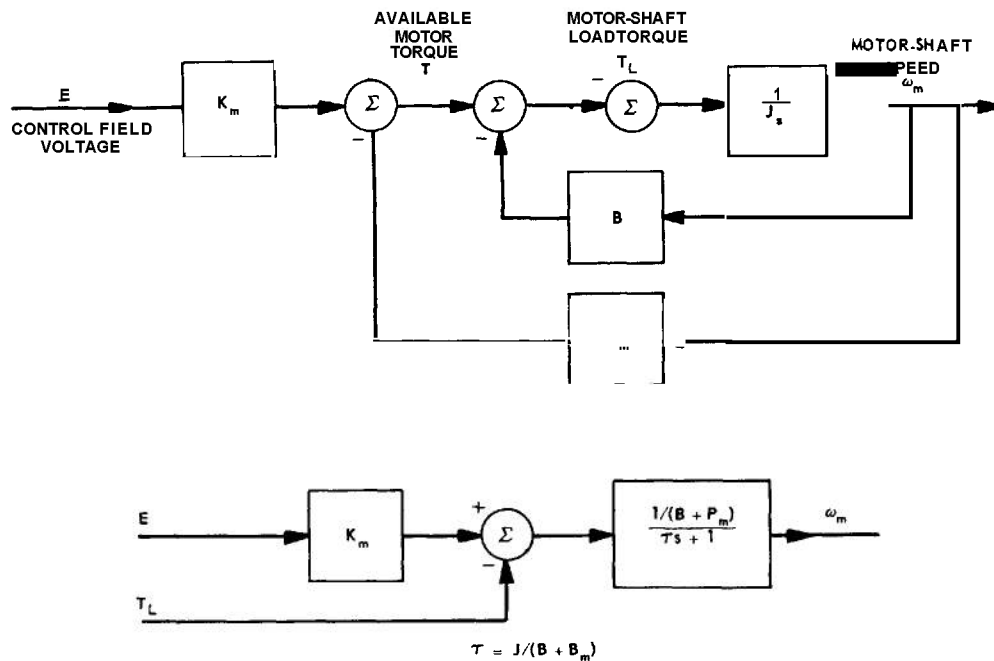 AVAILABLE
MOTOR
TORQUE
T
MOTOR-SHAFT
LOADTORQUE
T_L
MOTOR-SHAFT
SPEED
ω_m
E
CONTROL FIELD
VOLTAGE
K_m
Σ
Σ
Σ
1
J_s
−
−
−
B
...
E
K_m
+
Σ
−
1/(B + P_m)
τs + 1
ω_m
T_L
τ = J/(B + B_m)